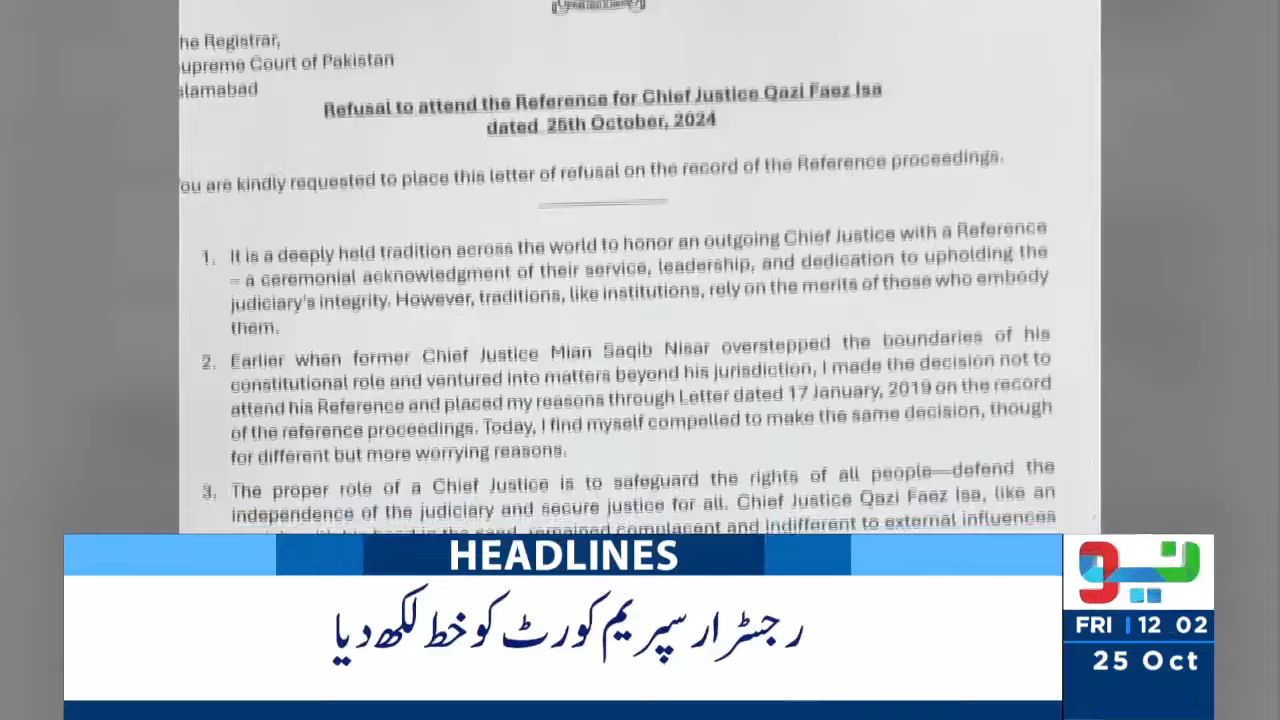 he Registrar,
upreme Court of Pakistan
slamabad
Refusal to attend the Reference for Chief Justice Qazi Faez Isa
dated 25th October, 2024
You are kindly requested to place this letter of refusal on the record of the Reference proceedings.
1. It is a deeply held tradition across the world to honor an outgoing Chief Justice with a Reference
– a ceremonial acknowledgment of their service, leadership, and dedication to upholding the
judiciary's integrity. However, traditions, like institutions, rely on the merits of those who embody
them.
2. Earlier when former Chief Justice Mian Saqib Nisar overstepped the boundaries of his
constitutional role and ventured into matters beyond his jurisdiction, I made the decision not to
attend his Reference and placed my reasons through Letter dated 17 January, 2019 on the record
of the reference proceedings. Today, I find myself compelled to make the same decision, though
for different but more worrying reasons.
3. The proper role of a Chief Justice is to safeguard the rights of all people—defend the
independence of the judiciary and secure justice for all. Chief Justice Qazi Faez Isa, like an
remained complacent and indifferent to external influences
HEADLINES
رجسٹرار سپریم کورٹ کو خط لکھ دیا
نیو
FRI 12 02
25 Oct